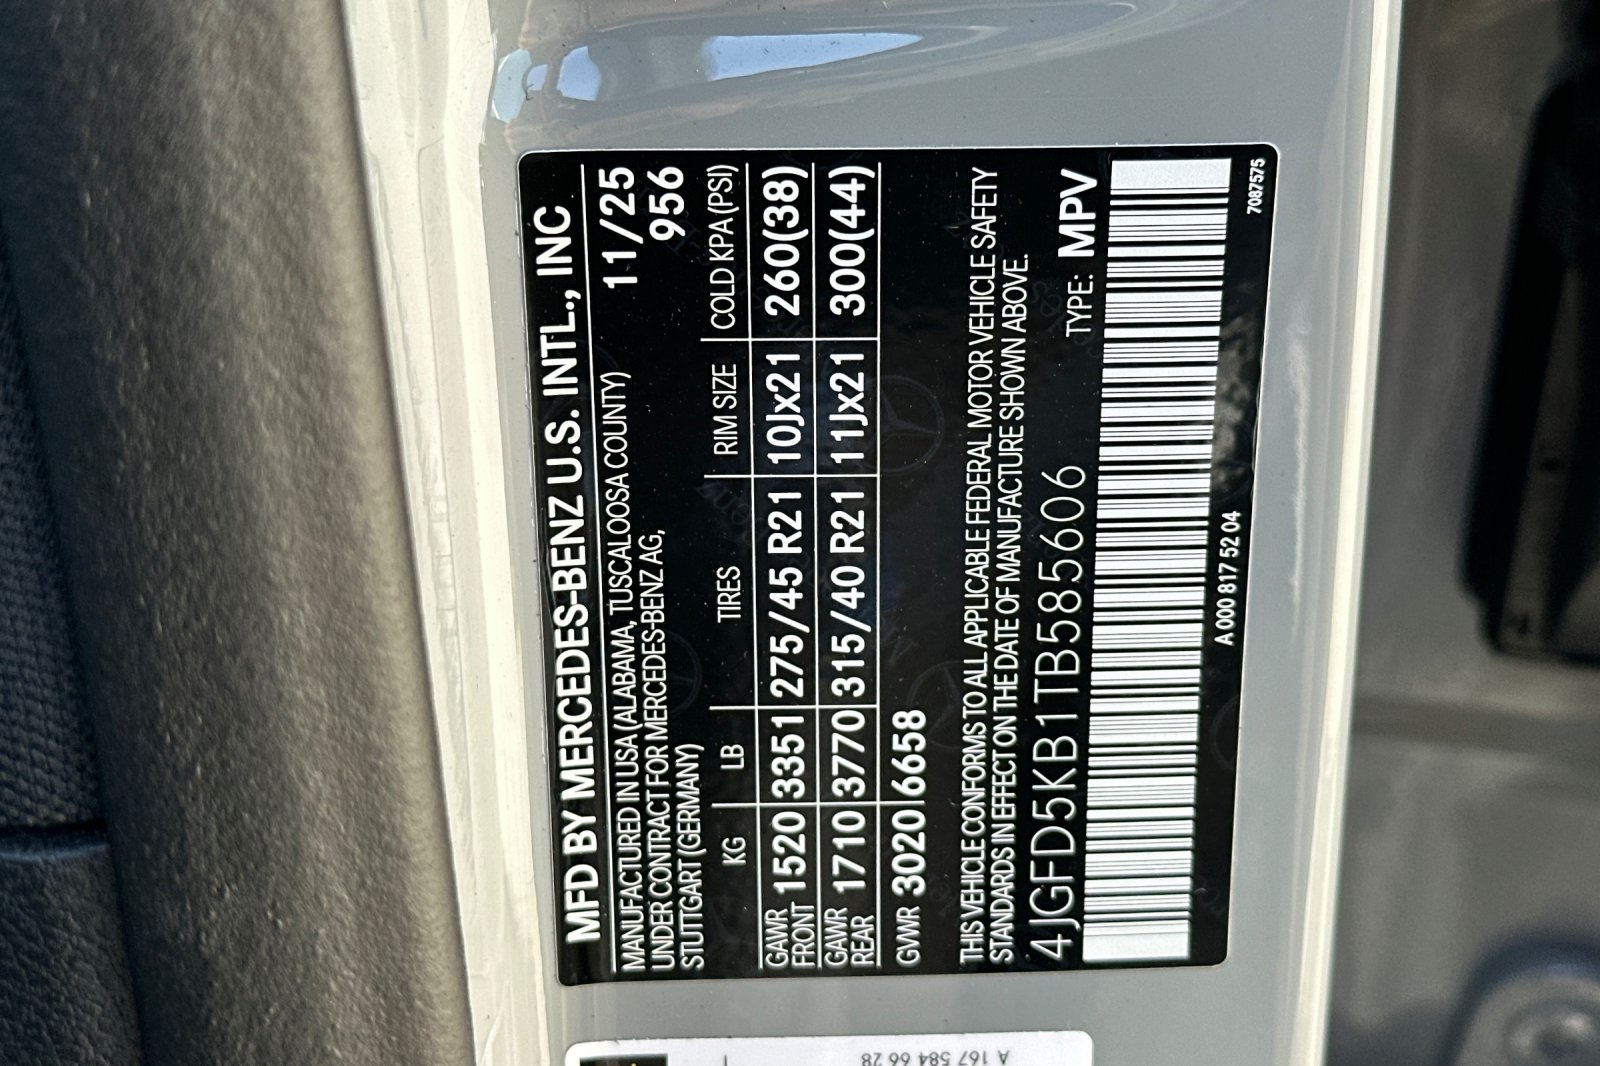 MFD BY MERCEDES-BENZ U.S. INTL., INC
MANUFACTURED IN USA (ALABAMA, TUSCALOOSA COUNTY) 11/25
UNDER CONTRACT FOR MERCEDES-BENZ AG, 956
STUTTGART (GERMANY)
KG LB TIRES RIM SIZE COLD KPA (PSI)
GAWR FRONT 1520 3351 275/45 R21 10Jx21 260(38)
GAWR REAR 1710 3770 315/40 R21 11Jx21 300(44)
GVWR 3020 6658
THIS VEHICLE CONFORMS TO ALL APPLICABLE FEDERAL MOTOR VEHICLE SAFETY
STANDARDS IN EFFECT ON THE DATE OF MANUFACTURE SHOWN ABOVE.
4JGFD5KB1TB585606 TYPE: MPV
A 000 817 52 04 7087575
A 167 584 66 28